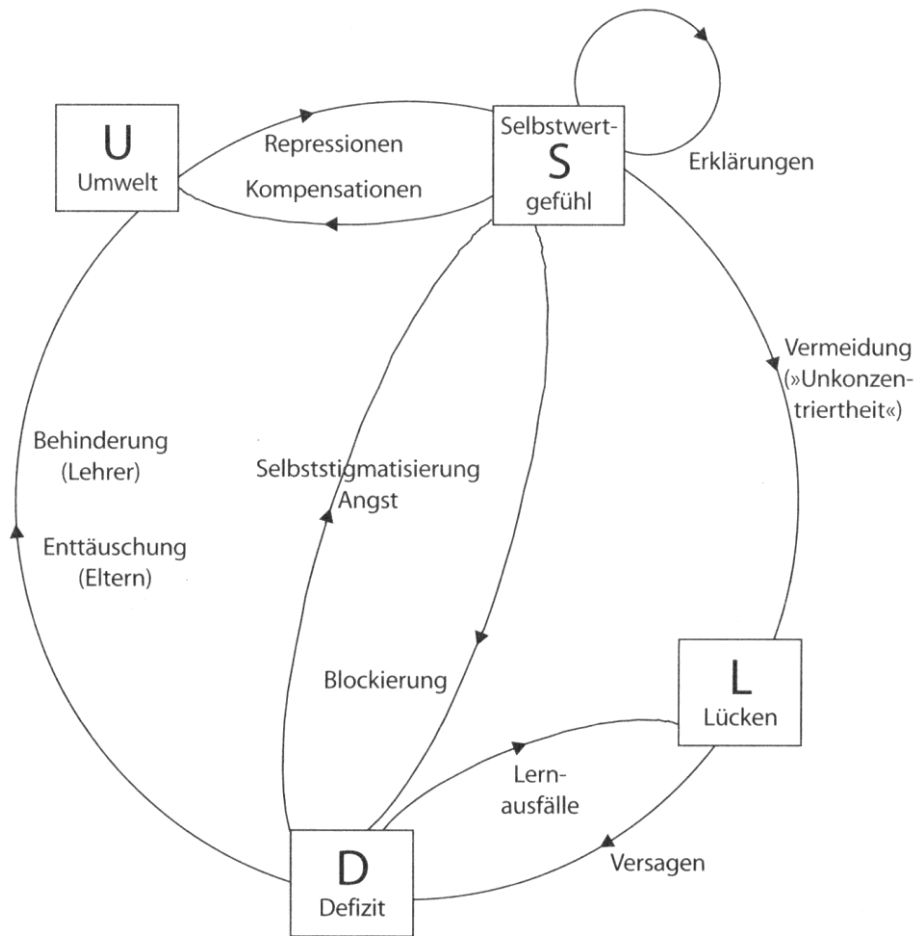 U
Umwelt
Repressionen
Kompensationen
Selbstwert-
S
gefühl
Erklärungen
Vermeidung
(»Unkonzen-
triertheit«)
Behinderung
(Lehrer)
Enttäuschung
(Eltern)
Selbststigmatisierung
Angst
Blockierung
L
Lücken
Lern-
ausfälle
Versagen
D
Defizit